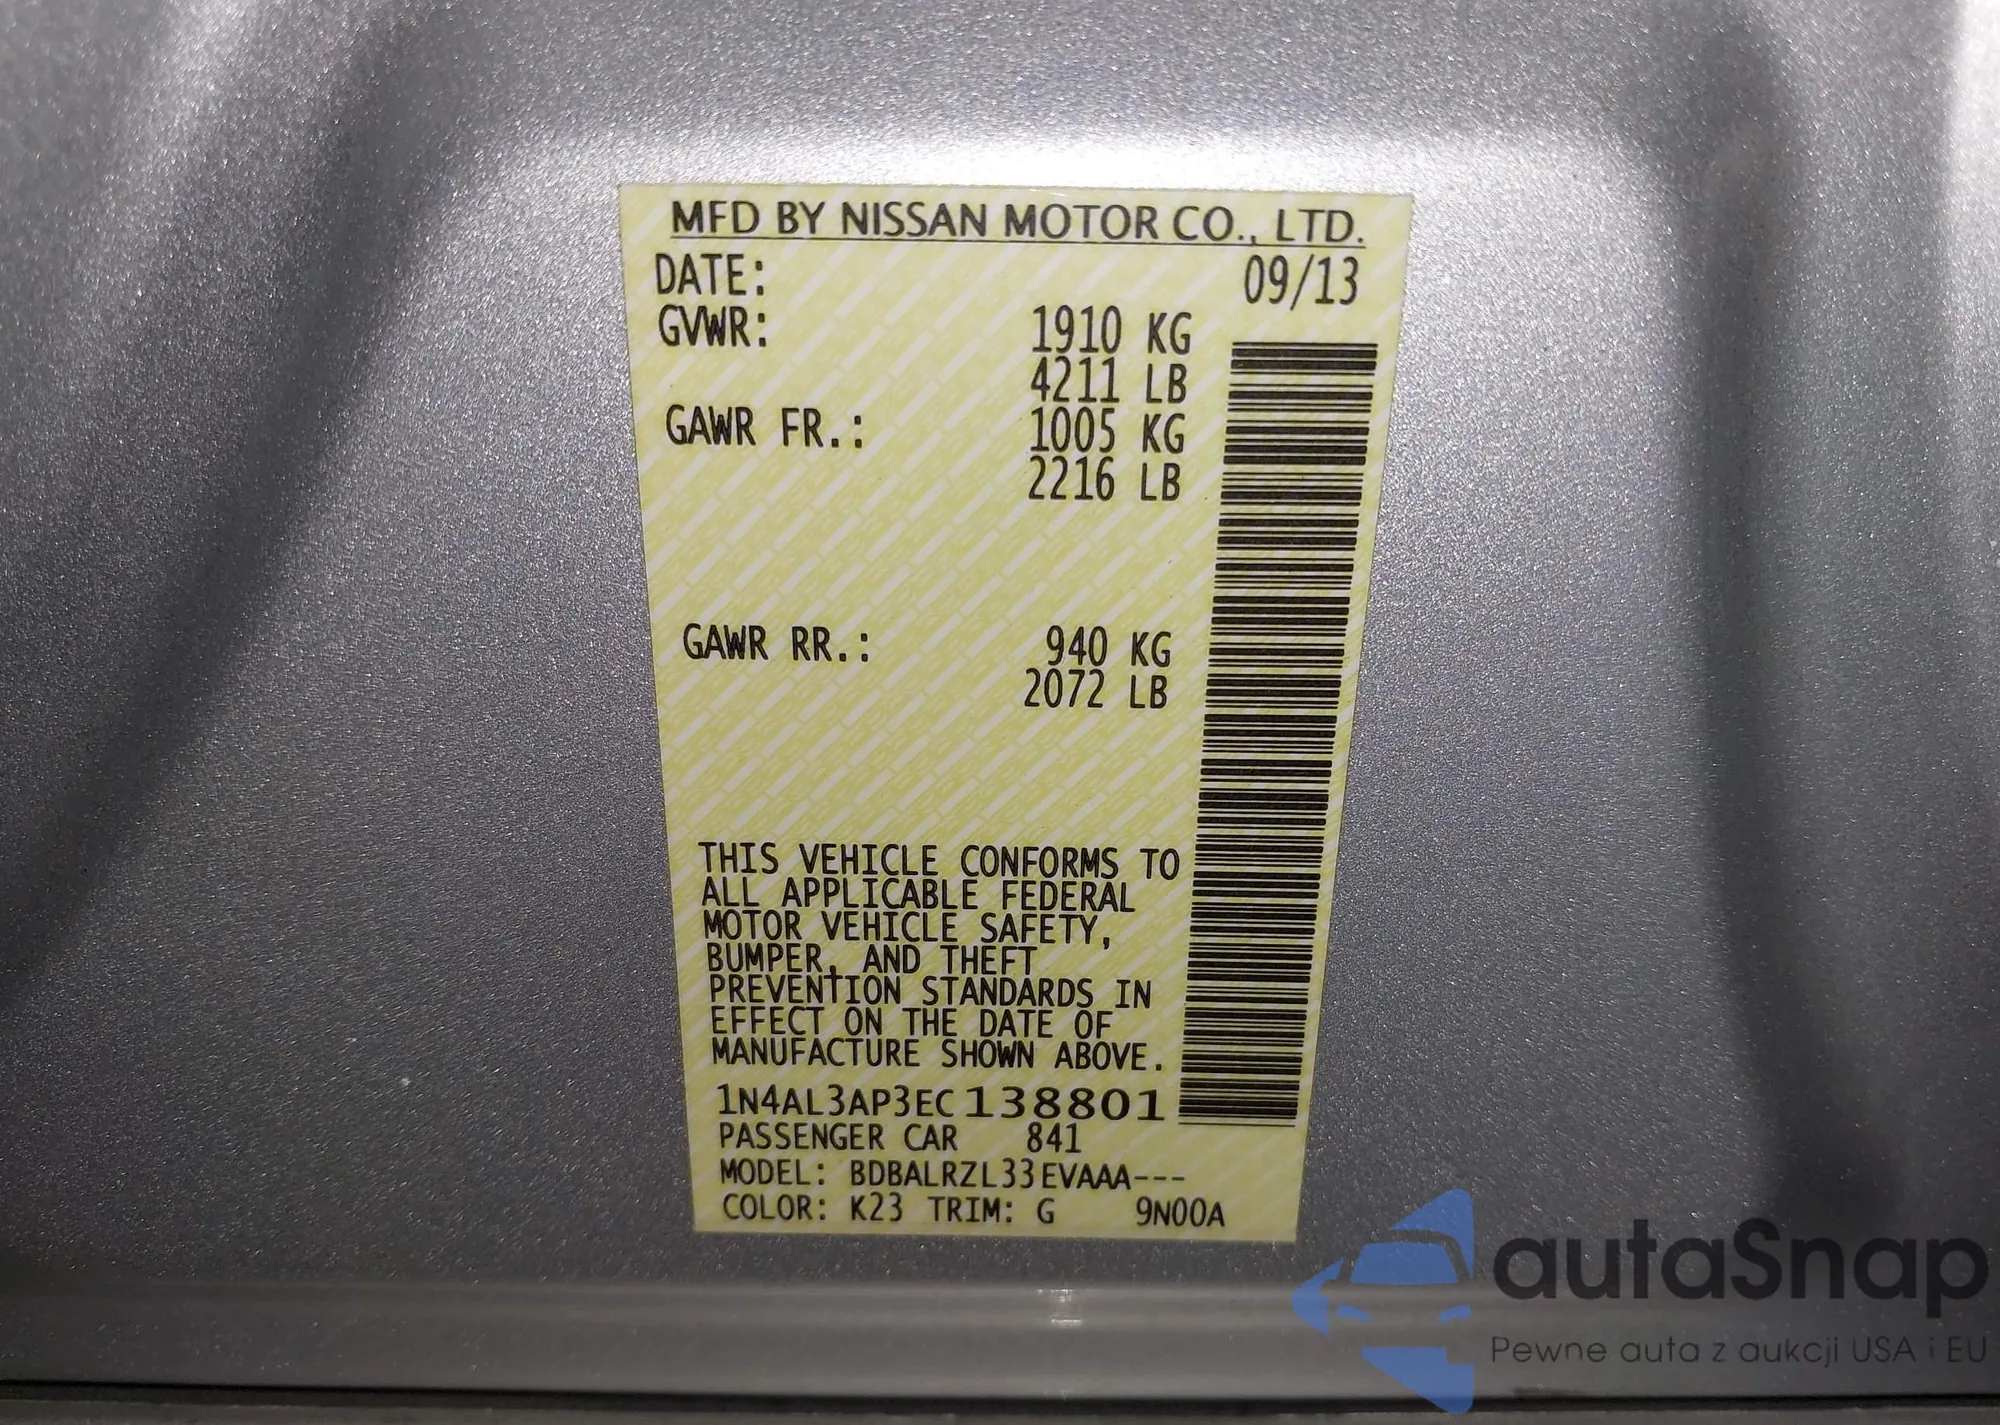 MFD BY NISSAN MOTOR CO., LTD.
DATE: 09/13
GVWR: 1910 KG
4211 LB
GAWR FR.: 1005 KG
2216 LB
GAWR RR.: 940 KG
2072 LB
THIS VEHICLE CONFORMS TO
ALL APPLICABLE FEDERAL
MOTOR VEHICLE SAFETY,
BUMPER, AND THEFT
PREVENTION STANDARDS IN
EFFECT ON THE DATE OF
MANUFACTURE SHOWN ABOVE.
1N4AL3AP3EC138801
PASSENGER CAR 841
MODEL: BDBALRZL33EVAAA---
COLOR: K23 TRIM: G 9N00A
autaSnap
Pewne auta z aukcji USA i EU